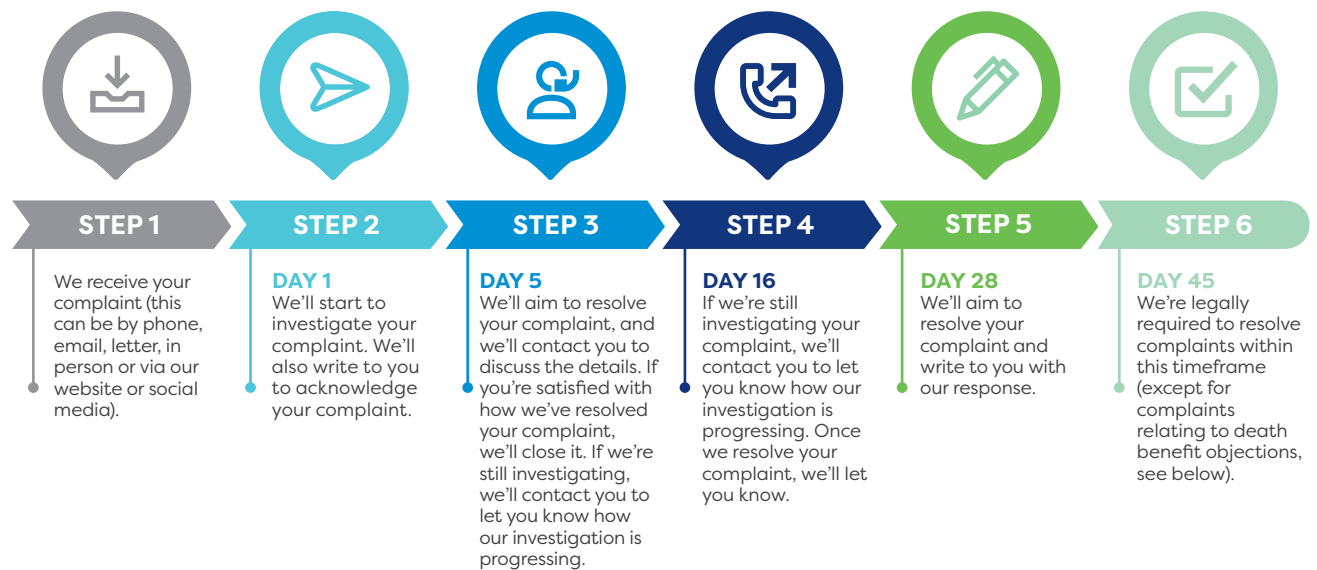 STEP 1
STEP 2
STEP 3
STEP 4
STEP 5
STEP 6
We receive your
complaint (this
can be by phone,
email, letter, in
person or via our
website or social
media).
DAY 1
We’ll start to
investigate your
complaint. We’ll
also write to you
to acknowledge
your complaint.
DAY 5
We’ll aim to resolve
your complaint, and
we’ll contact you to
discuss the details. If
you’re satisfied with
how we’ve resolved
your complaint,
we’ll close it. If we’re
still investigating,
we’ll contact you to
let you know how
our investigation is
progressing.
DAY 16
If we’re still
investigating your
complaint, we’ll
contact you to let
you know how our
investigation is
progressing. Once
we resolve your
complaint, we’ll let
you know.
DAY 28
We’ll aim to
resolve your
complaint and
write to you with
our response.
DAY 45
We’re legally
required to resolve
complaints within
this timeframe
(except for
complaints
relating to death
benefit objections,
see below).